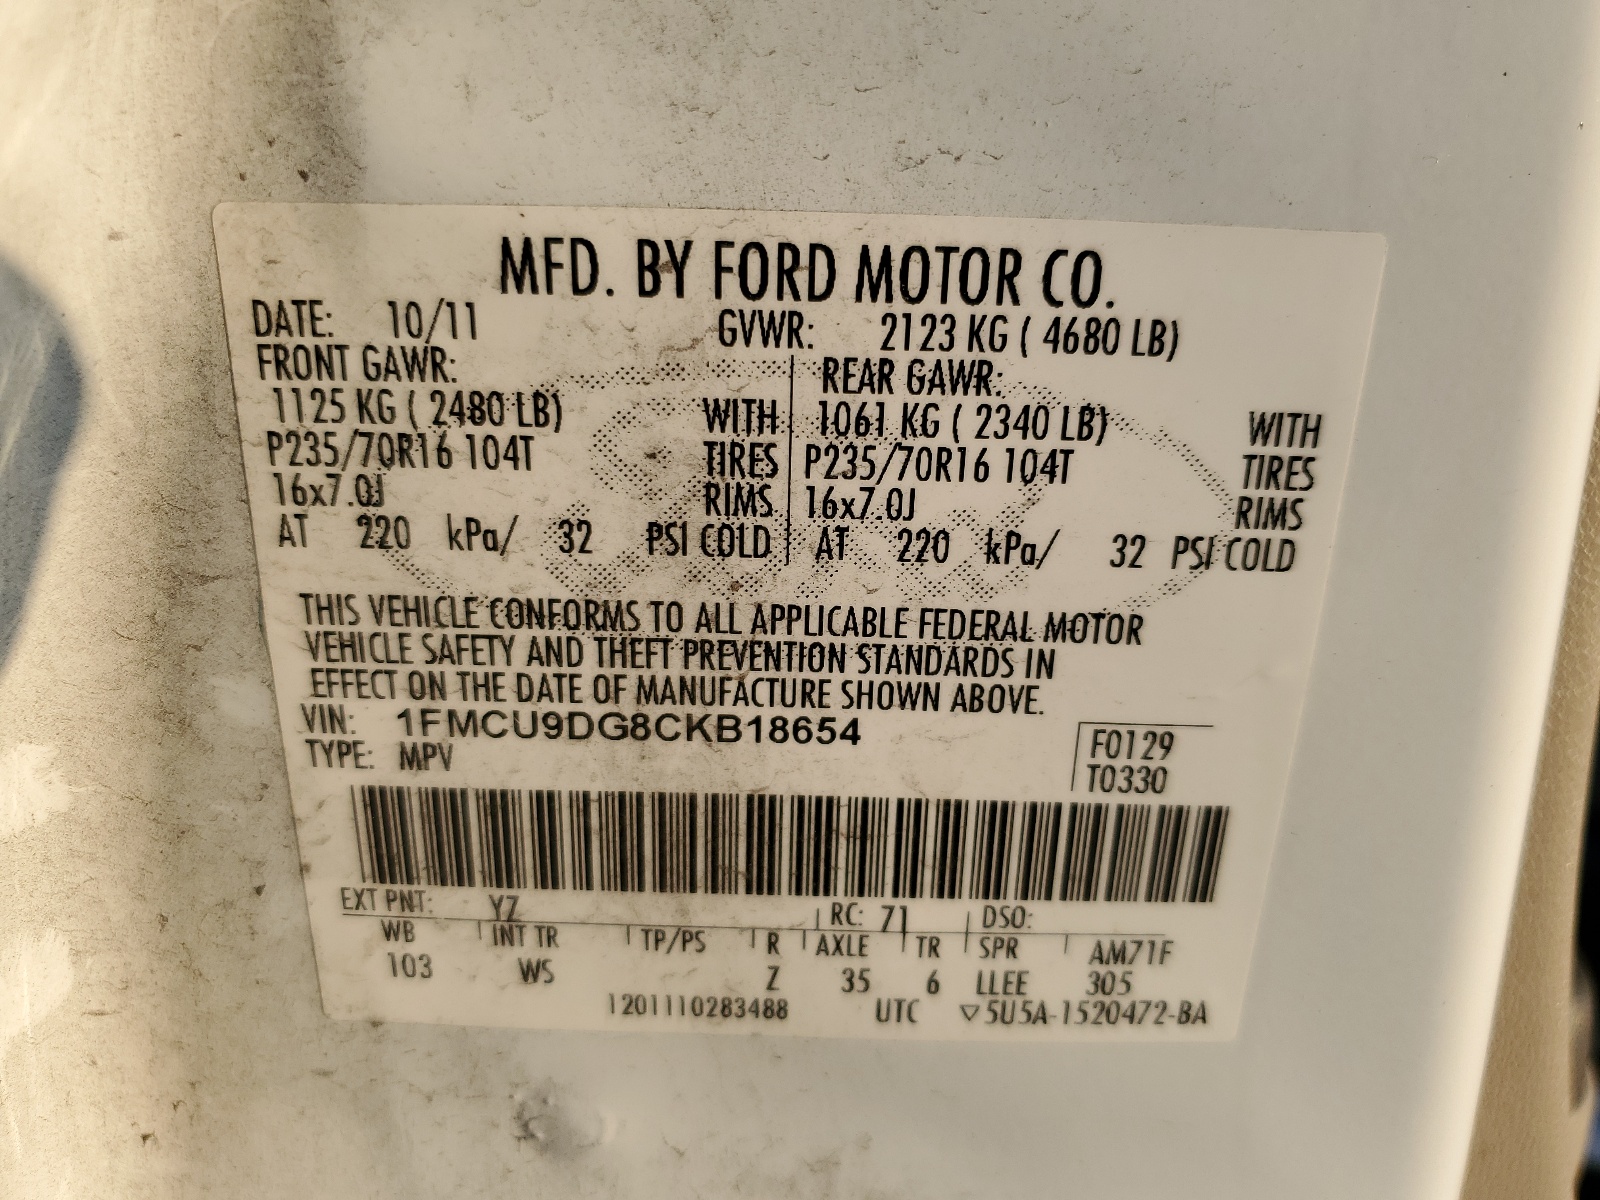 MFD. BY FORD MOTOR CO.
DATE: 10/11 GVWR: 2123 KG ( 4680 LB)
FRONT GAWR: REAR GAWR:
1125 KG ( 2480 LB) WITH 1061 KG ( 2340 LB) WITH
P235/70R16 104T TIRES P235/70R16 104T TIRES
16x7.0J RIMS 16x7.0J RIMS
AT 220 kPa/ 32 PSI COLD AT 220 kPa/ 32 PSI COLD
THIS VEHICLE CONFORMS TO ALL APPLICABLE FEDERAL MOTOR
VEHICLE SAFETY AND THEFT PREVENTION STANDARDS IN
EFFECT ON THE DATE OF MANUFACTURE SHOWN ABOVE.
VIN: 1FMCU9DG8CKB18654
TYPE: MPV
F0129
T0330
EXT PNT: YZ RC: 71 DSO:
WB INT TR TP/PS R AXLE TR SPR AM71F
103 WS Z 35 6 LLEE 305
1201110283488 UTC ▽5U5A-1520472-BA